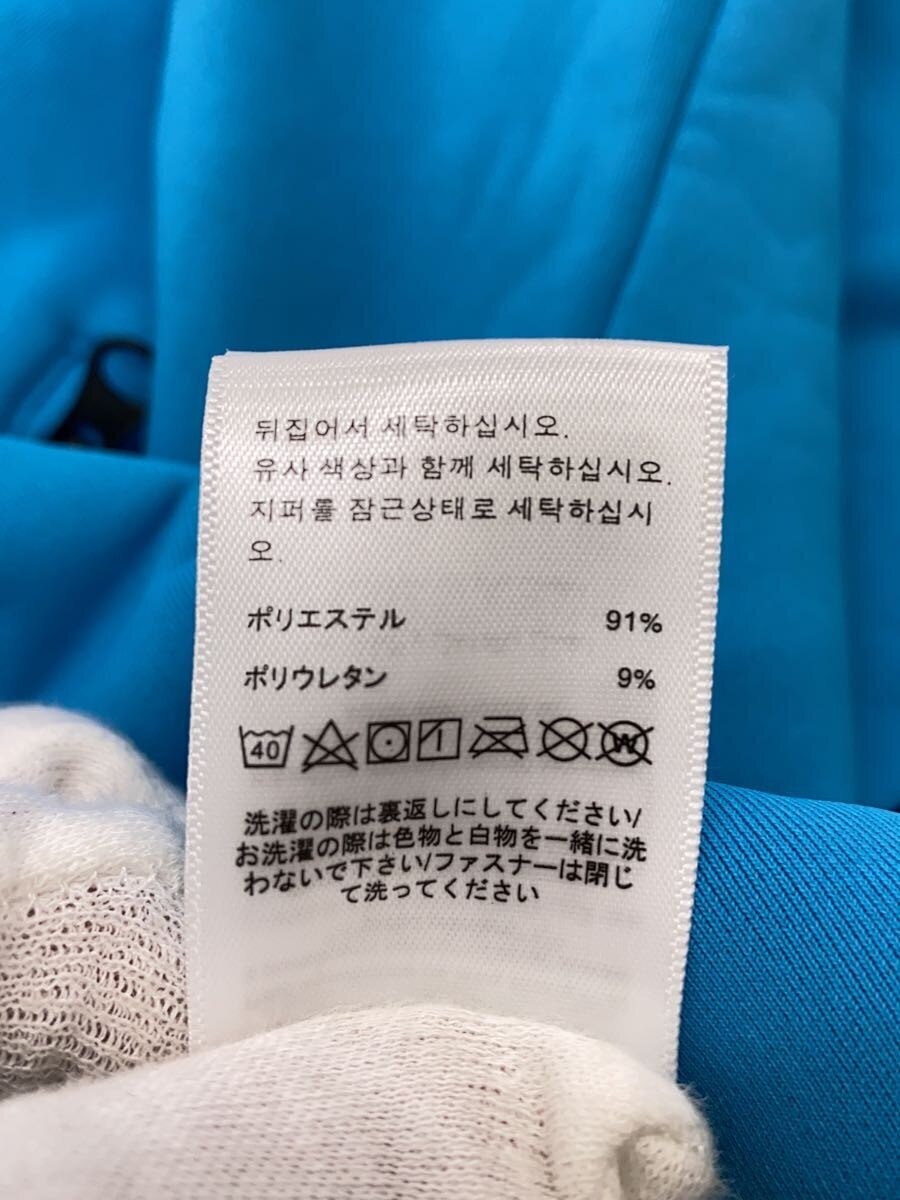 뒤집어서 세탁하십시오.
유사 색상과 함께 세탁하십시오.
지퍼를 잠근상태로 세탁하십시
오.
ポリエステル 91%
ポリウレタン 9%
40 W
洗濯の際は裏返しにしてください/
お洗濯の際は色物と白物を一緒に洗
わないで下さい/ファスナーは閉じ
て洗ってください